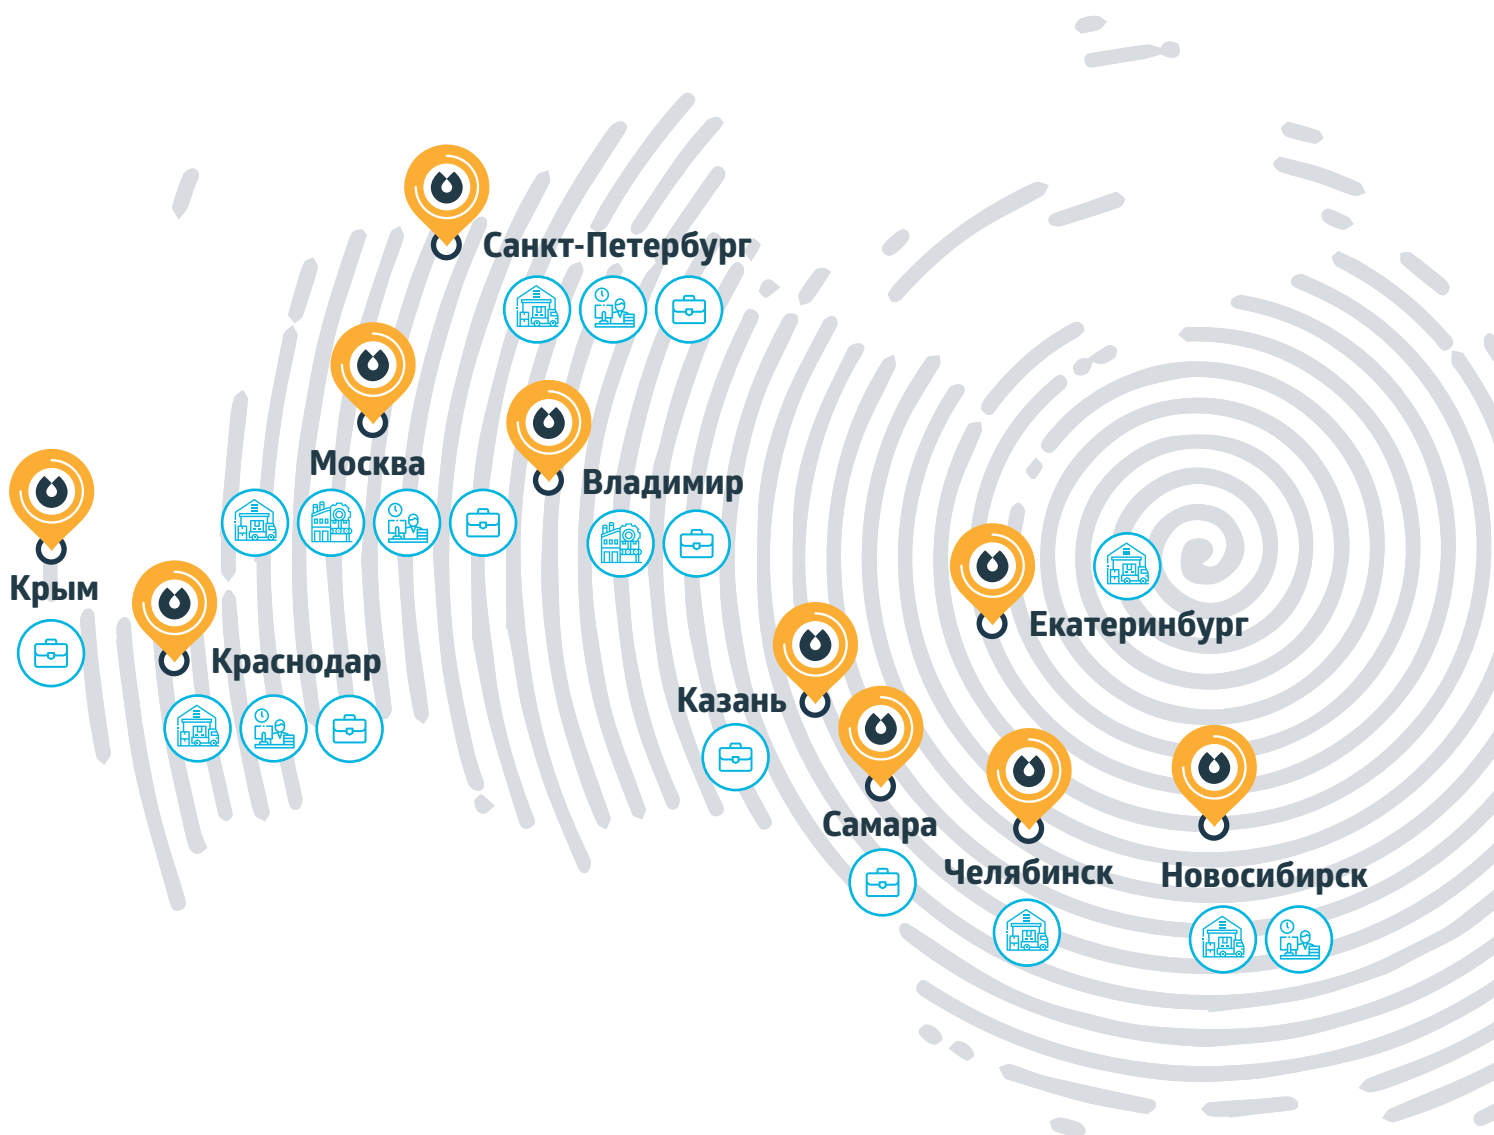 Санкт-Петербург
Москва
Владимир
Крым
Краснодар
Екатеринбург
Казань
Самара
Челябинск
Новосибирск